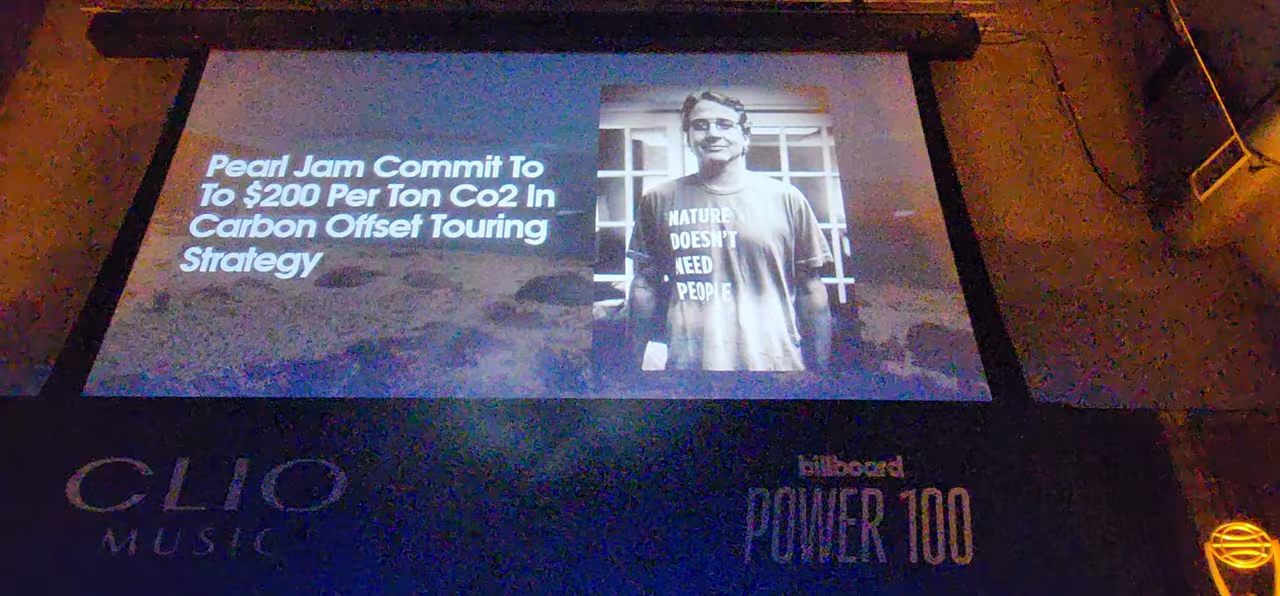 Pearl Jam Commit To
To $200 Per Ton Co2 In
Carbon Offset Touring
Strategy
NATURE
DOESN'T
NEED
PEOPLE
CLIO
MUSIC
billboard
POWER 100